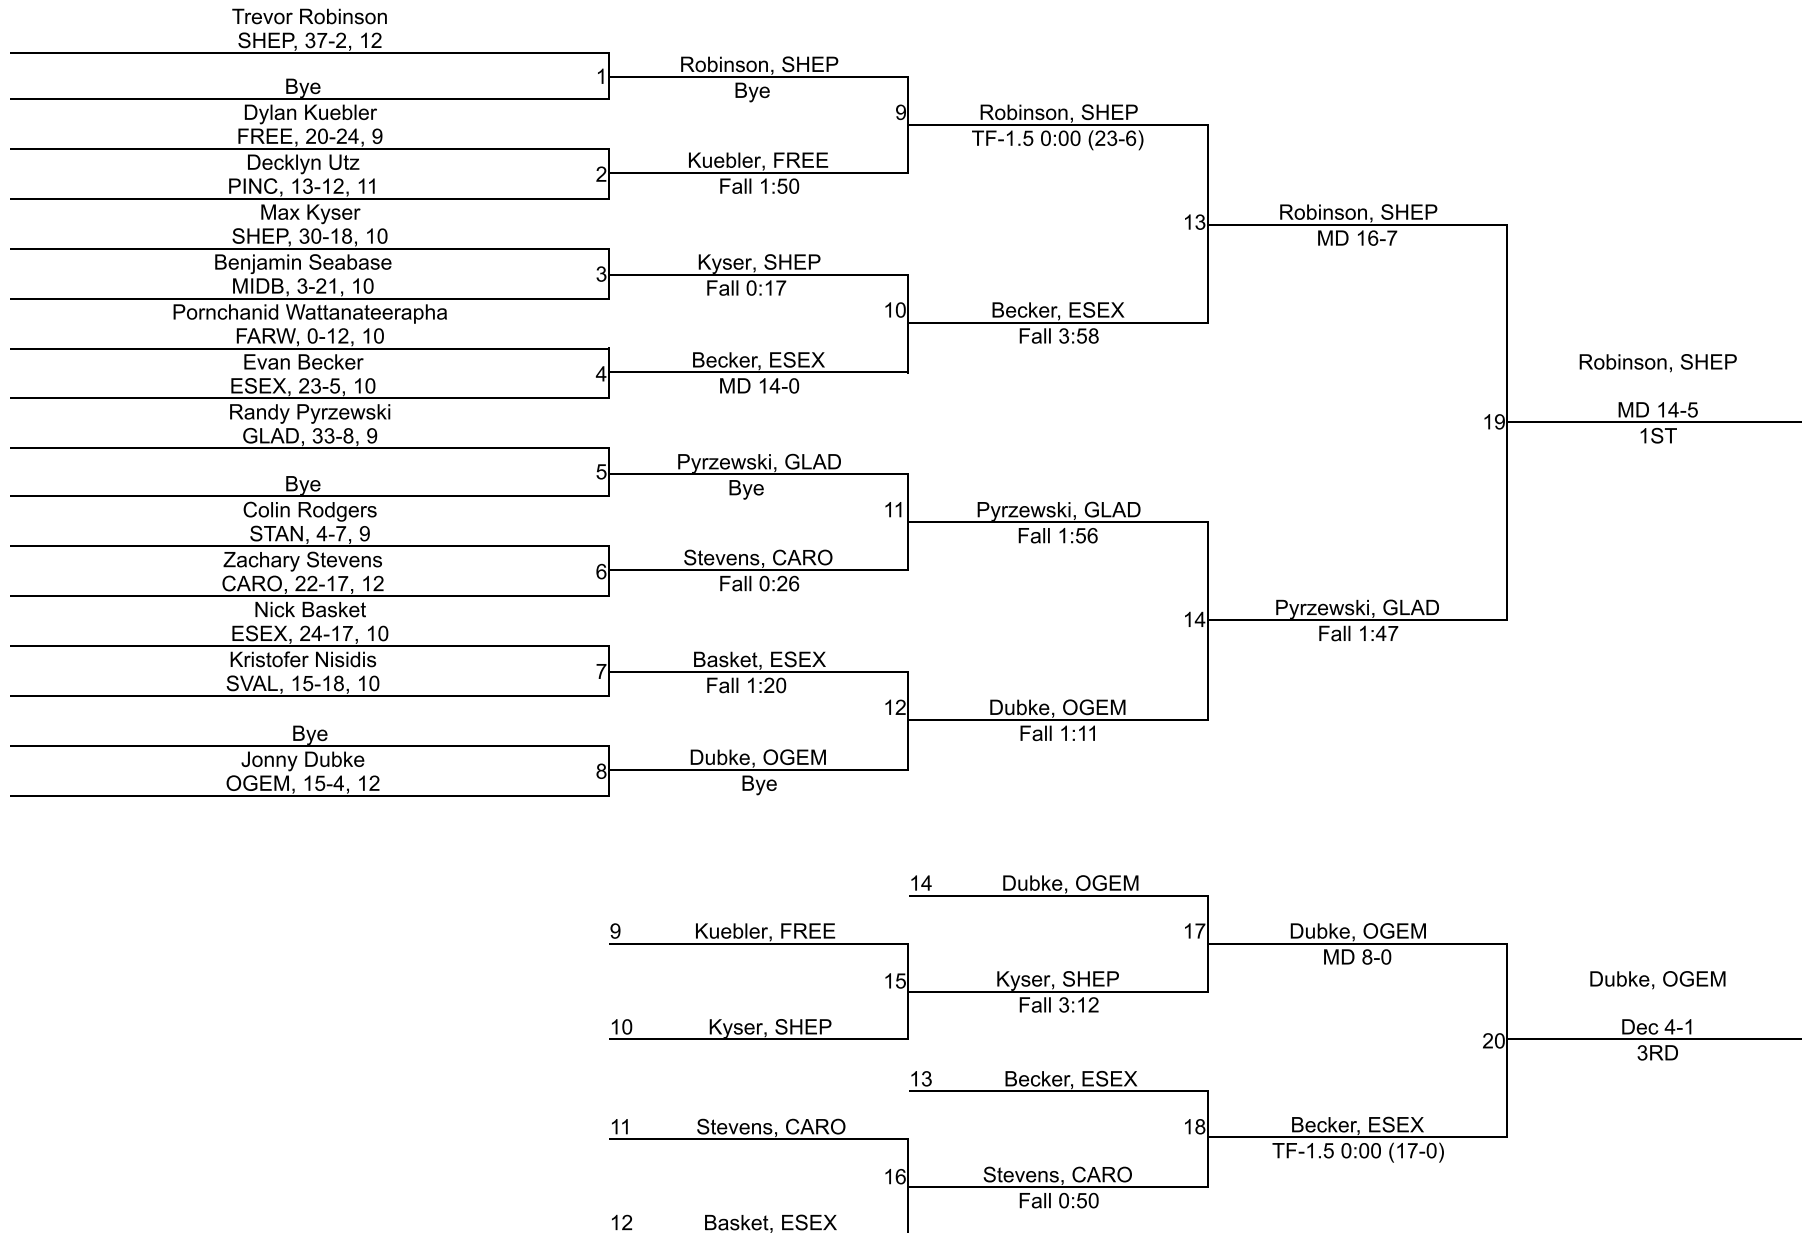 Trevor Robinson
SHEP, 37-2, 12
Bye
1
Dylan Kuebler
FREE, 20-24, 9
Decklyn Utz
PINC, 13-12, 11
2
Max Kyser
SHEP, 30-18, 10
Benjamin Seabase
MIDB, 3-21, 10
3
Pornchanid Wattanateerapha
FARW, 0-12, 10
Evan Becker
ESEX, 23-5, 10
4
Randy Pyrzewski
GLAD, 33-8, 9
Bye
5
Colin Rodgers
STAN, 4-7, 9
Zachary Stevens
CARO, 22-17, 12
6
Nick Basket
ESEX, 24-17, 10
Kristofer Nisidis
SVAL, 15-18, 10
7
Bye
Jonny Dubke
OGEM, 15-4, 12
8
Robinson, SHEP
Bye
9
Kuebler, FREE
Fall 1:50
Kyser, SHEP
Fall 0:17
10
Becker, ESEX
MD 14-0
Pyrzewski, GLAD
Bye
11
Stevens, CARO
Fall 0:26
Basket, ESEX
Fall 1:20
12
Dubke, OGEM
Bye
Robinson, SHEP
TF-1.5 0:00 (23-6)
13
Becker, ESEX
Fall 3:58
Pyrzewski, GLAD
Fall 1:56
14
Dubke, OGEM
Fall 1:11
Robinson, SHEP
MD 16-7
19
Pyrzewski, GLAD
Fall 1:47
Robinson, SHEP
MD 14-5
1ST
14 Dubke, OGEM
9 Kuebler, FREE
15
10 Kyser, SHEP
Kyser, SHEP
Fall 3:12
17
Dubke, OGEM
MD 8-0
13 Becker, ESEX
11 Stevens, CARO
16
12 Basket, ESEX
Stevens, CARO
Fall 0:50
18
Becker, ESEX
TF-1.5 0:00 (17-0)
20
Dubke, OGEM
Dec 4-1
3RD